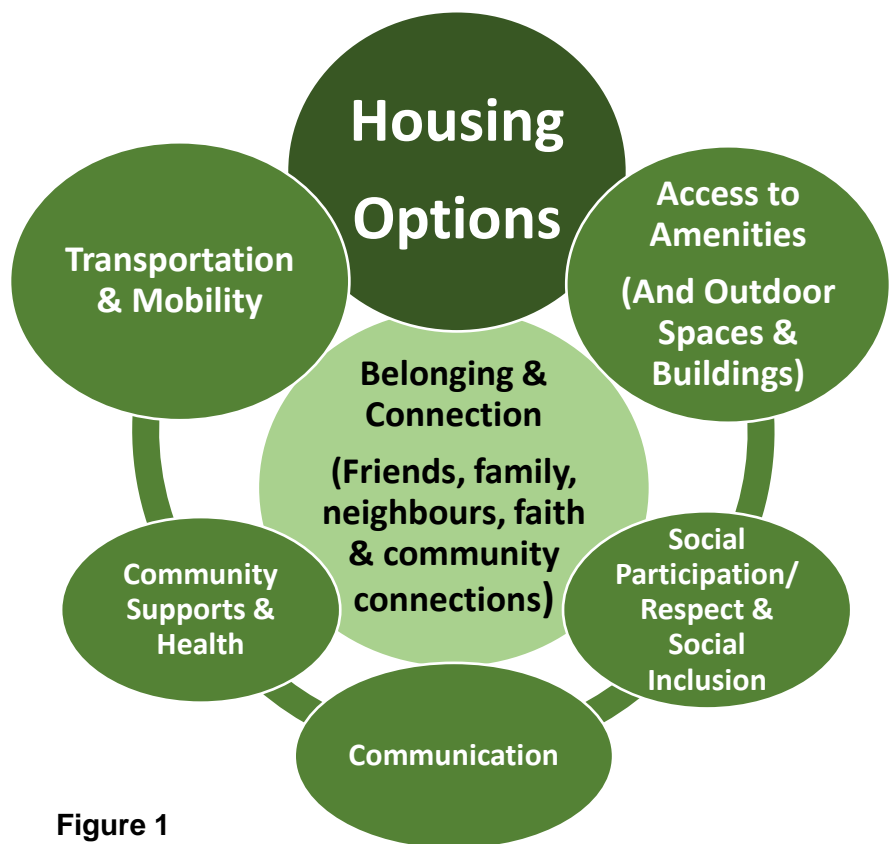 Housing
Options
Transportation
& Mobility
Access to
Amenities
(And Outdoor
Spaces &
Buildings)
Belonging &
Connection
(Friends, family,
neighbours, faith
& community
connections)
Community
Supports &
Health
Social
Participation/
Respect &
Social
Inclusion
Communication
Figure 1